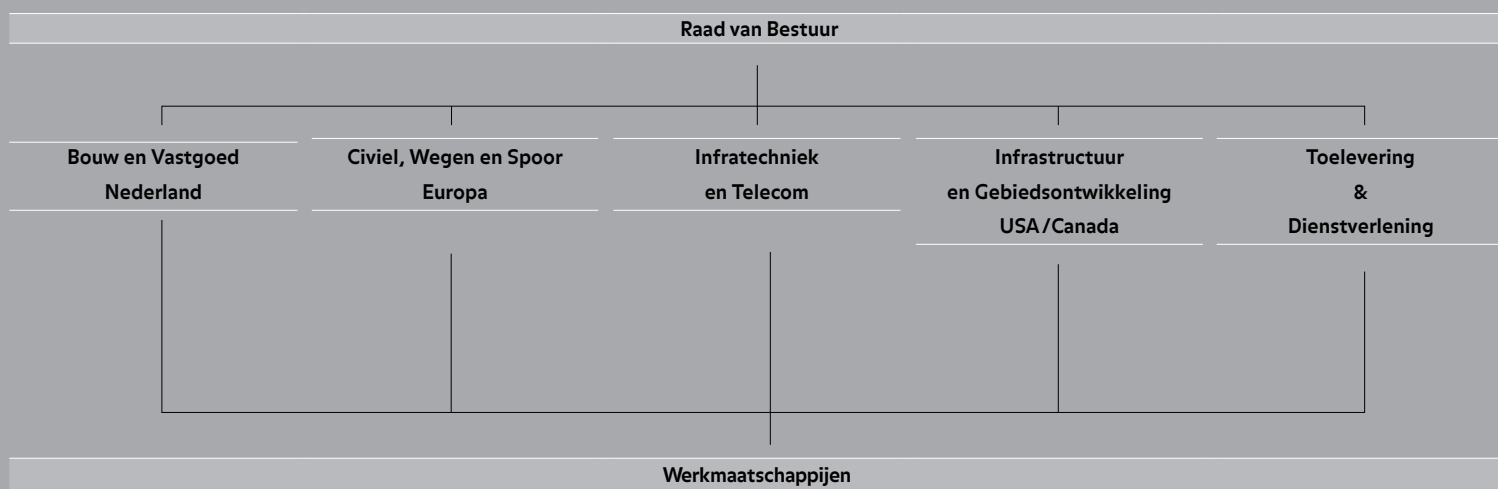 Raad van Bestuur
Bouw en Vastgoed
Nederland
Civiel, Wegen en Spoor
Europa
Infratechniek
en Telecom
Infrastructuur
en Gebiedsontwikkeling
USA/Canada
Toelevering
&
Dienstverlening
Werkmaatschappijen